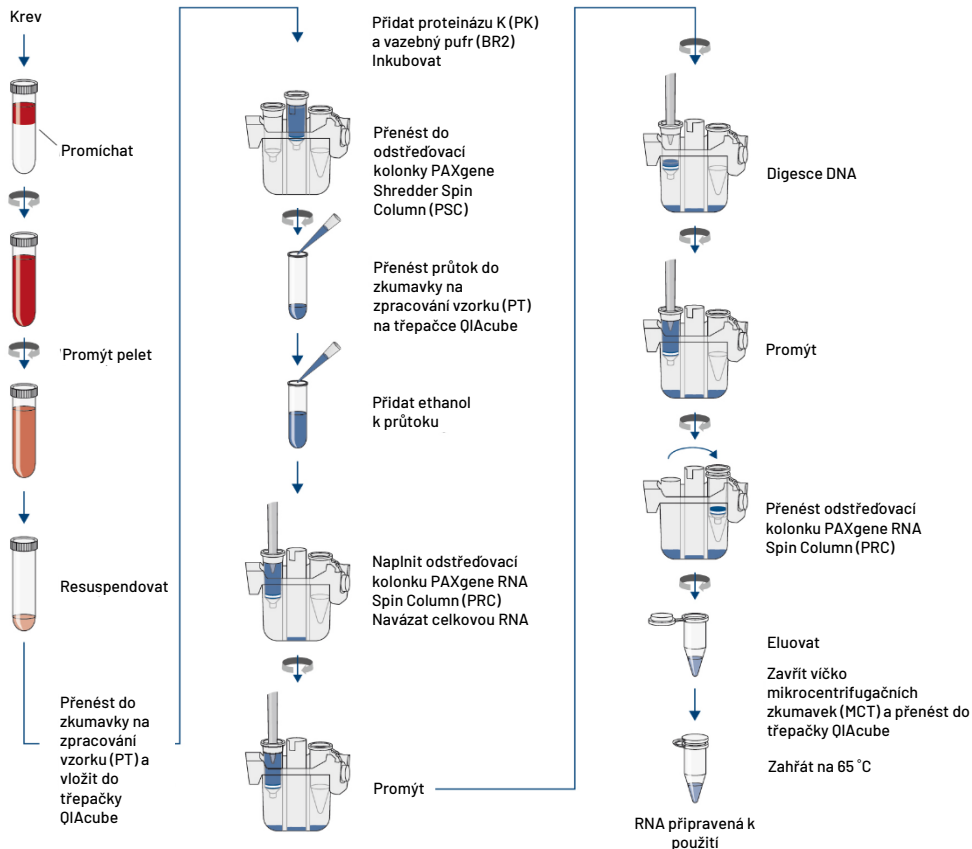 Krev
Promíchat
Promýt pelet
Resuspendovat
Přenést do
zkumavky na
zpracování
vzorku (PT) a
vložit do
třepačky
QIAcube
Přidat proteinázu K (PK)
a vazebný pufr (BR2)
Inkubovat
Přenést do
odstřeďovací
kolonky PAXgene
Shredder Spin
Column (PSC)
Přenést průtok do
zkumavky na
zpracování vzorku (PT)
na třepačce QIAcube
Přidat ethanol
k průtoku
Naplnit odstřeďovací
kolonku PAXgene RNA
Spin Column (PRC)
Navázat celkovou RNA
Promýt
Digesce DNA
Promýt
Přenést odstřeďovací
kolonku PAXgene RNA
Spin Column (PRC)
Eluovat
Zavřít víčko
mikrocentrifugačních
zkumavek (MCT) a přenést do
třepačky QIAcube
Zahřát na 65 °C
RNA připravená k
použití